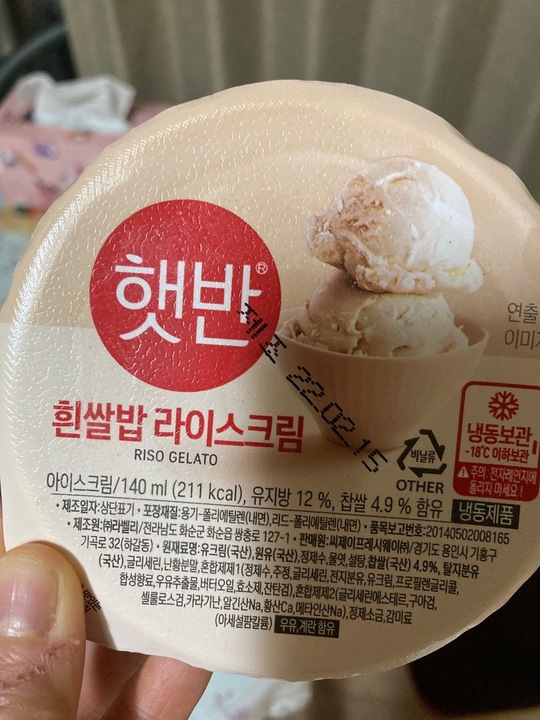 햇반®
흰쌀밥 라이스크림
RISO GELATO
제조 22.02.15
연출
이미지
냉동보관
-18℃ 이하보관
주의: 전자레인지에
돌리지 마세요!
비닐류
OTHER
아이스크림/140 ml (211 kcal), 유지방 12 %, 찹쌀 4.9 % 함유 냉동제품
• 제조일자:상단표기 • 포장재질:용기-폴리에틸렌(내면), 리드-폴리에틸렌(내면) • 품목보고번호:20140502008165
• 제조원:㈜라벨리/전라남도 화순군 화순읍 쌍충로 127-1 • 판매원:씨제이프레시웨이㈜/경기도 용인시 기흥구
기곡로 32(하갈동) • 원재료명:유크림(국산), 원유(국산), 정제수, 물엿, 설탕, 찹쌀(국산) 4.9%, 탈지분유
(국산), 글리세린, 난황분말, 혼합제제1(정제수, 주정, 글리세린, 전지분유, 유크림, 프로필렌글리콜,
합성향료, 우유추출물, 버터오일, 효소제, 잔탄검), 혼합제제2(글리세린에스테르, 구아검,
셀룰로스검, 카라기난, 알긴산Na, 황산Ca, 메타인산Na), 정제소금, 감미료
(아세설팜칼륨) 우유,계란 함유